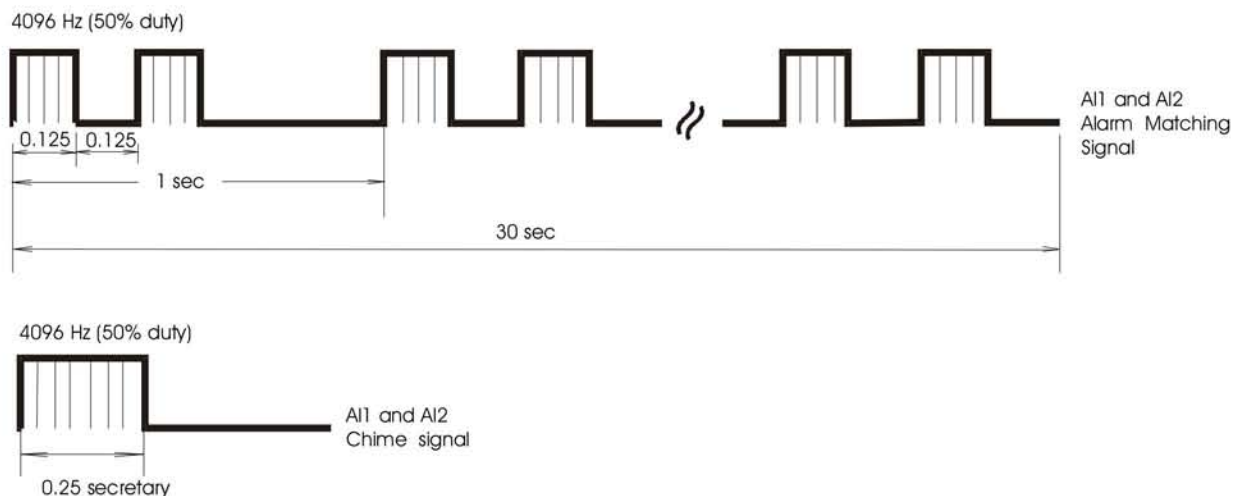 4096 Hz (50% duty)
0.125 0.125
1 sec
30 sec
Al1 and Al2
Alarm Matching
Signal
4096 Hz (50% duty)
Al1 and Al2
Chime signal
0.25 secretary